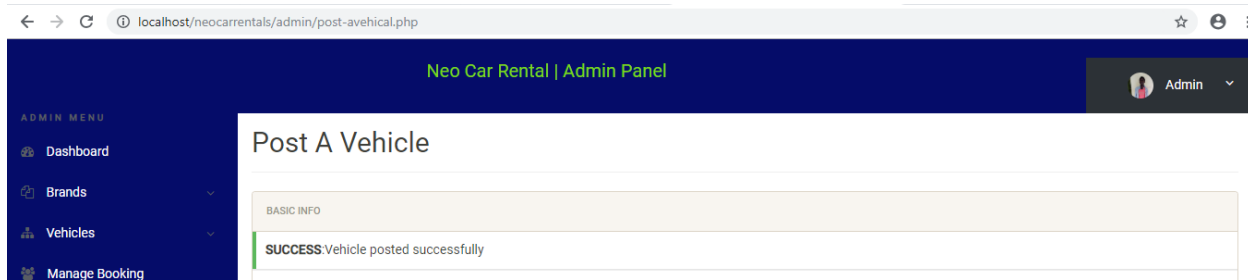 localhost/neocarrentals/admin/post-avehical.php
Neo Car Rental | Admin Panel
Admin
ADMIN MENU
Dashboard
Post A Vehicle
Brands
BASIC INFO
Vehicles
SUCCESS:Vehicle posted successfully
Manage Booking